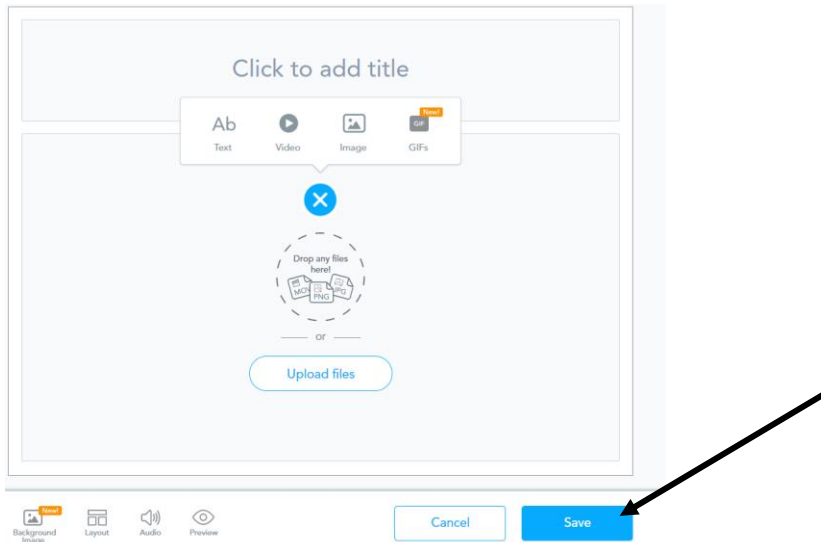 Click to add title
New!
Ab
GIF
Text Video Image GIFs
Drop any files
here!
MOV PNG JPG
or
Upload files
New!
Background
Image
Layout Audio Preview
Cancel Save